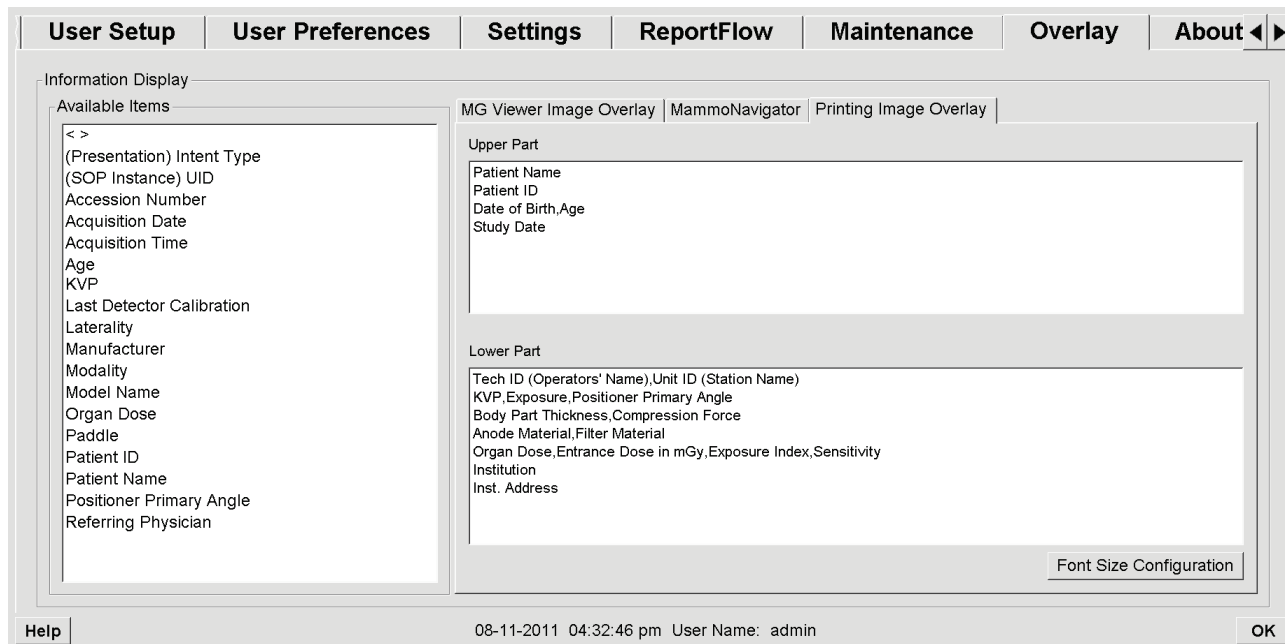 User Setup User Preferences Settings ReportFlow Maintenance Overlay About
Information Display
Available Items
< >
(Presentation) Intent Type
(SOP Instance) UID
Accession Number
Acquisition Date
Acquisition Time
Age
KVP
Last Detector Calibration
Laterality
Manufacturer
Modality
Model Name
Organ Dose
Paddle
Patient ID
Patient Name
Positioner Primary Angle
Referring Physician
MG Viewer Image Overlay MammoNavigator Printing Image Overlay
Upper Part
Patient Name
Patient ID
Date of Birth,Age
Study Date
Lower Part
Tech ID (Operators' Name),Unit ID (Station Name)
KVP,Exposure,Positioner Primary Angle
Body Part Thickness,Compression Force
Anode Material,Filter Material
Organ Dose,Entrance Dose in mGy,Exposure Index,Sensitivity
Institution
Inst. Address
Font Size Configuration
Help 08-11-2011 04:32:46 pm User Name: admin OK